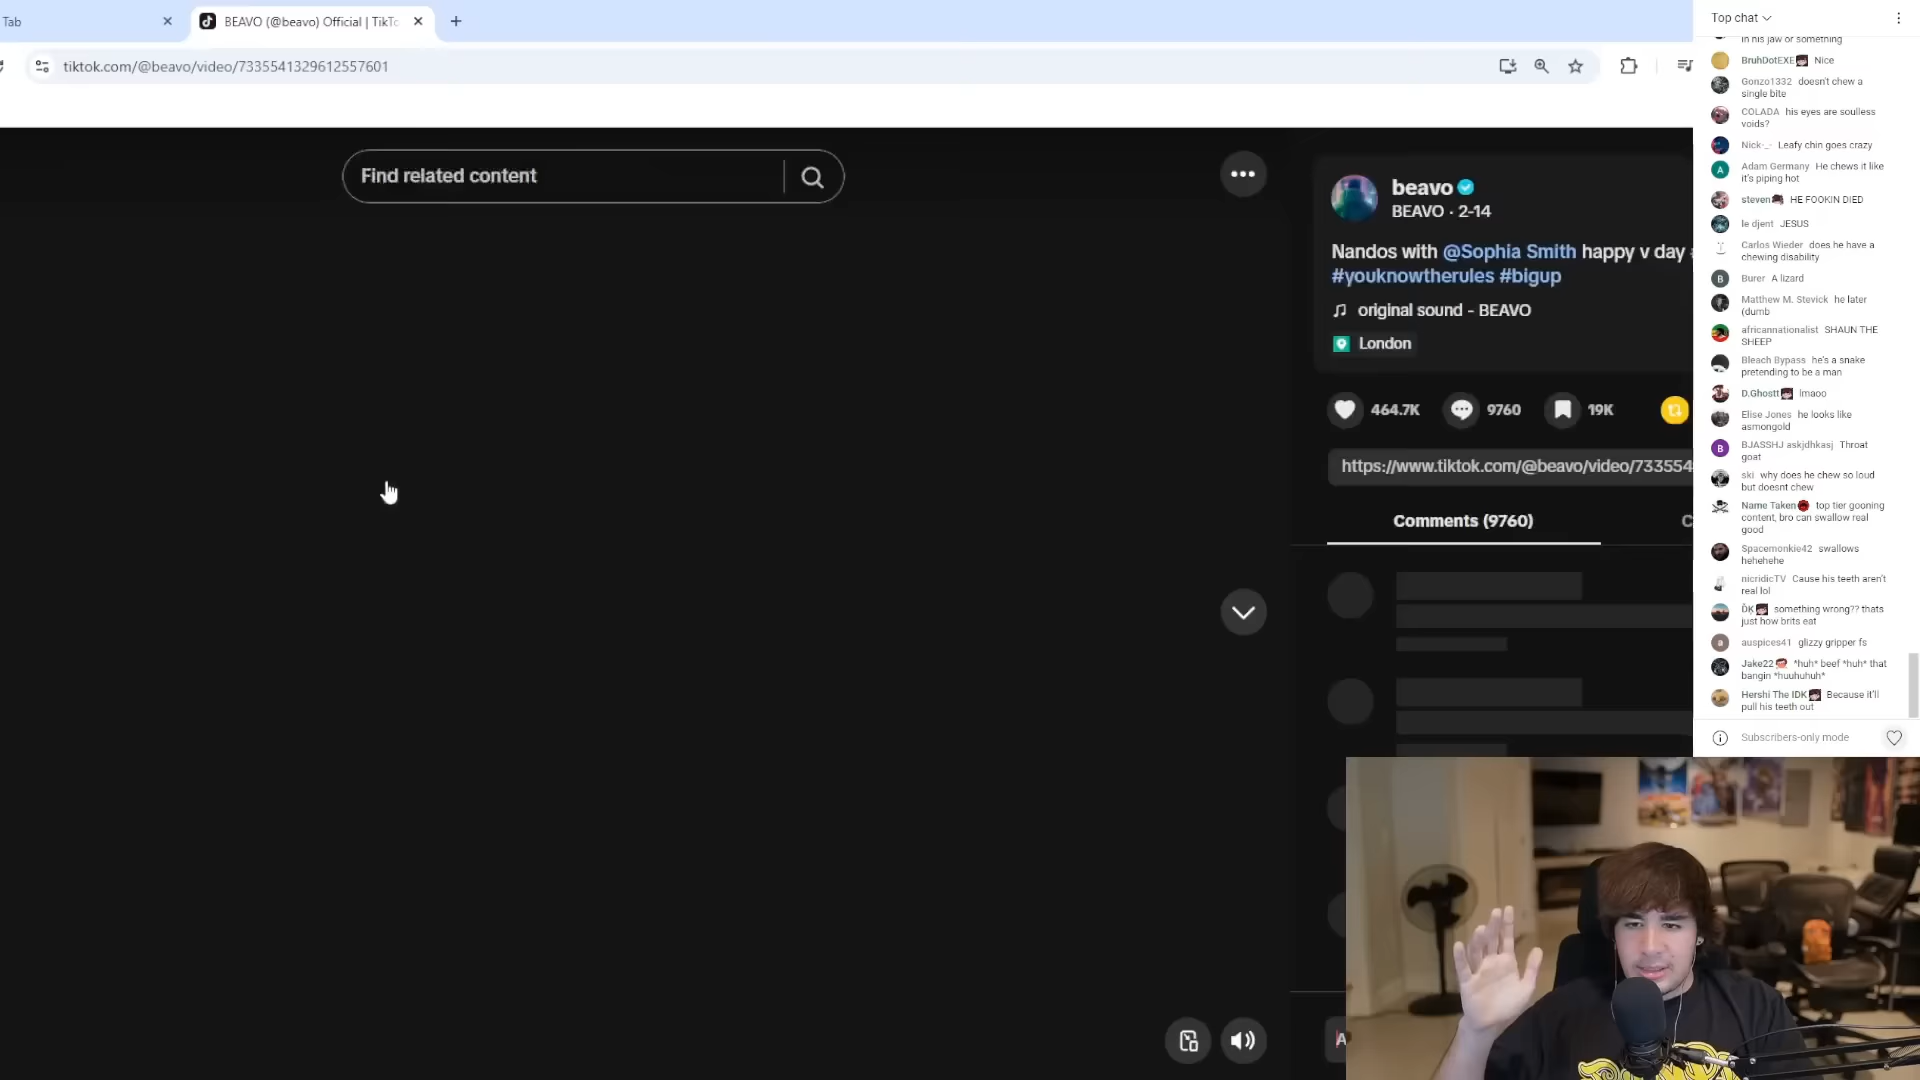 Tab
BEAVO (@beavo) Official | TikTo
tiktok.com/@beavo/video/7335541329612557601
Find related content
beavo
BEAVO · 2-14
Nandos with @Sophia Smith happy v day
#youknowtherules #bigup
original sound - BEAVO
London
464.7K
9760
19K
https://www.tiktok.com/@beavo/video/733554
Comments (9760)
C
A
Top chat
in his jaw or something
BruhDotEXE Nice
Gonzo1332 doesn't chew a
single bite
COLADA his eyes are soulless
voids?
Nick-_- Leafy chin goes crazy
Adam Germany He chews it like
it's piping hot
steven HE FOOKIN DIED
le djent JESUS
Carlos Wieder does he have a
chewing disability
Burer A lizard
Matthew M. Stevick he later
(dumb
africannationalist SHAUN THE
SHEEP
Bleach Bypass he's a snake
pretending to be a man
D.Ghostt lmaoo
Elise Jones he looks like
asmongold
BJASSHJ askjdhkasj Throat
goat
ski why does he chew so loud
but doesnt chew
Name Taken top tier gooning
content, bro can swallow real
good
Spacemonkie42 swallows
hehehehe
nicridicTV Cause his teeth aren't
real lol
something wrong?? thats
just how brits eat
auspices41 glizzy gripper fs
Jake22 *huh* beef *huh* that
bangin *huuhuhuh*
Hershi The IDK Because it'll
pull his teeth out
Subscribers-only mode